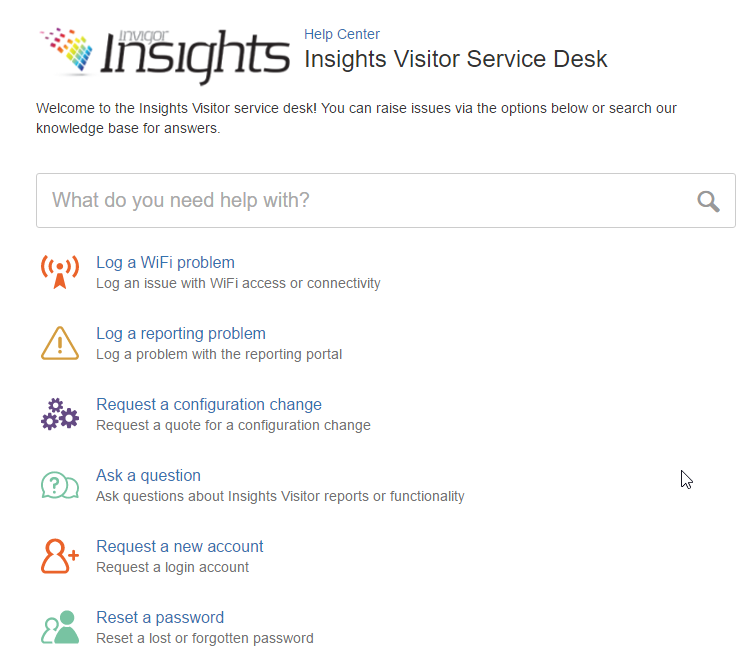 invigor
Insights
Help Center
Insights Visitor Service Desk
Welcome to the Insights Visitor service desk! You can raise issues via the options below or search our
knowledge base for answers.
What do you need help with?
Log a WiFi problem
Log an issue with WiFi access or connectivity
Log a reporting problem
Log a problem with the reporting portal
Request a configuration change
Request a quote for a configuration change
Ask a question
Ask questions about Insights Visitor reports or functionality
Request a new account
Request a login account
Reset a password
Reset a lost or forgotten password